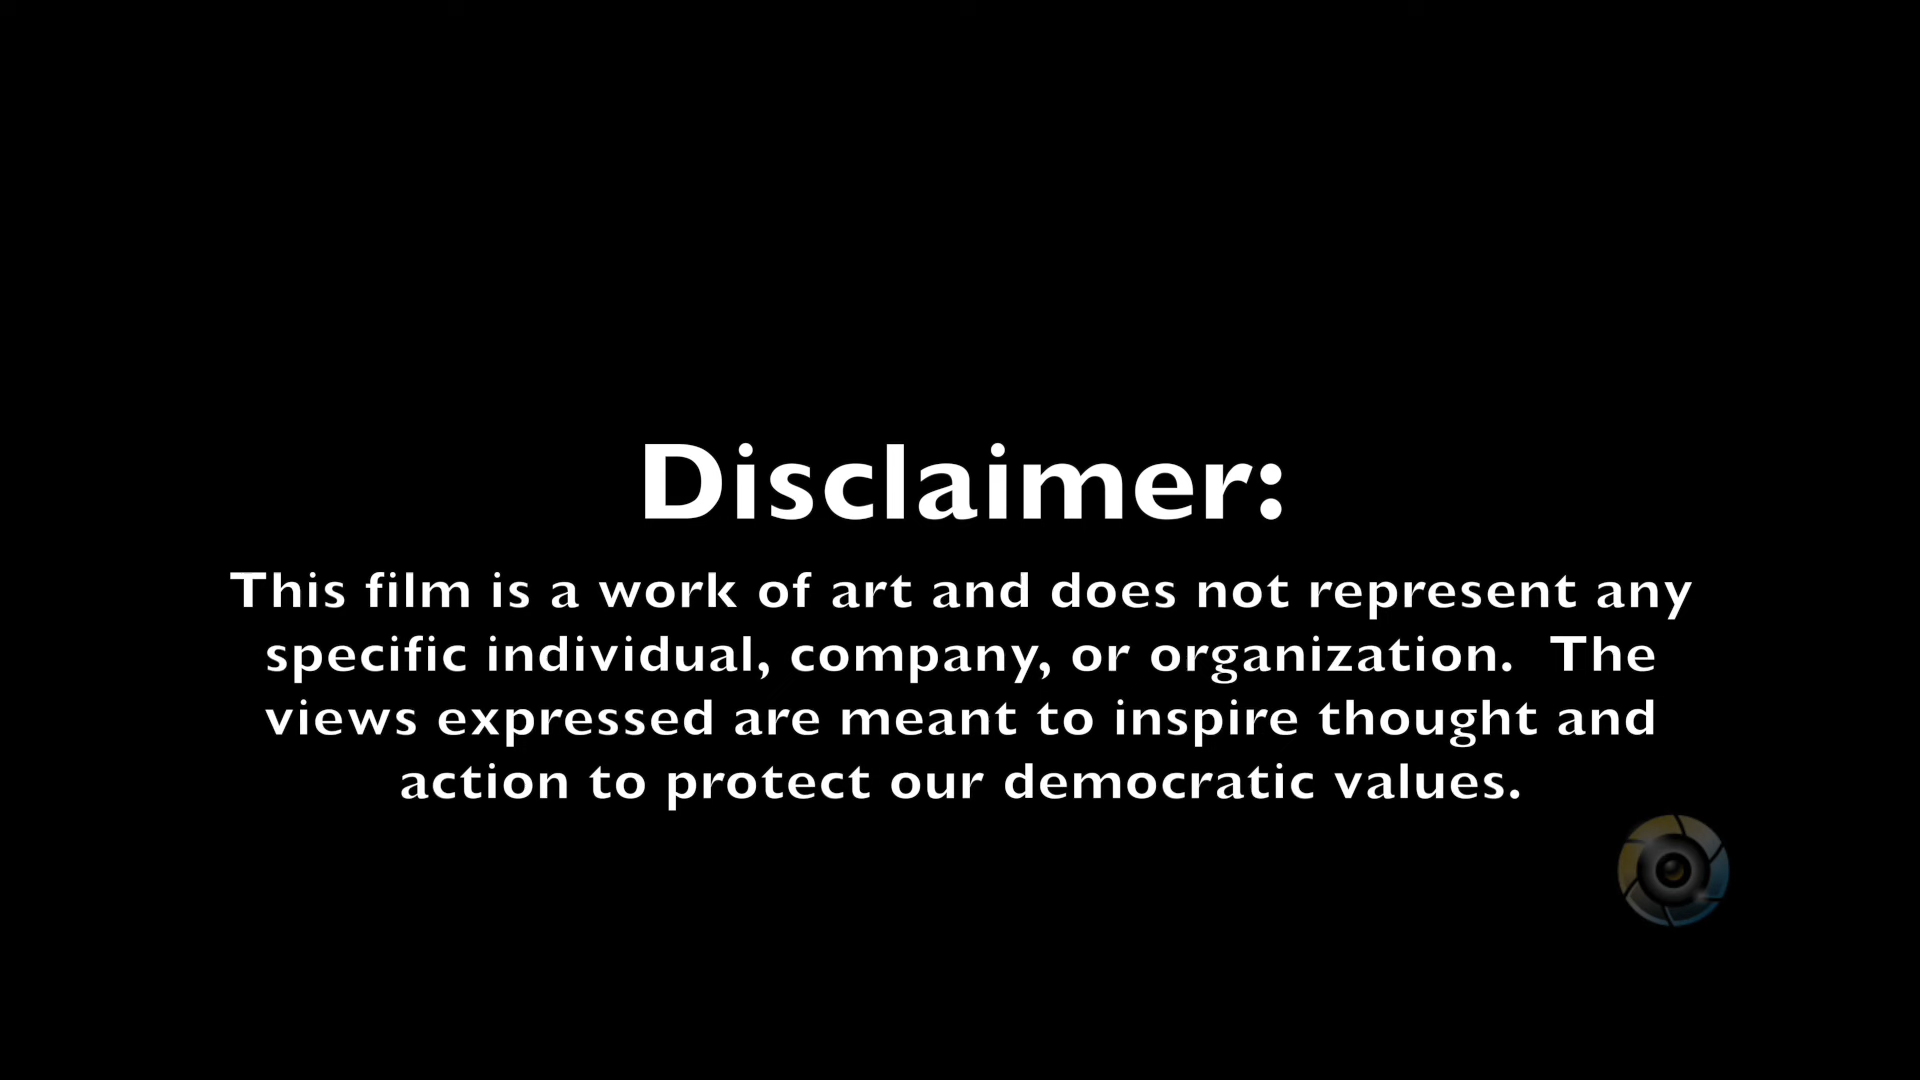 Disclaimer:
This film is a work of art and does not represent any
specific individual, company, or organization.  The
views expressed are meant to inspire thought and
action to protect our democratic values.